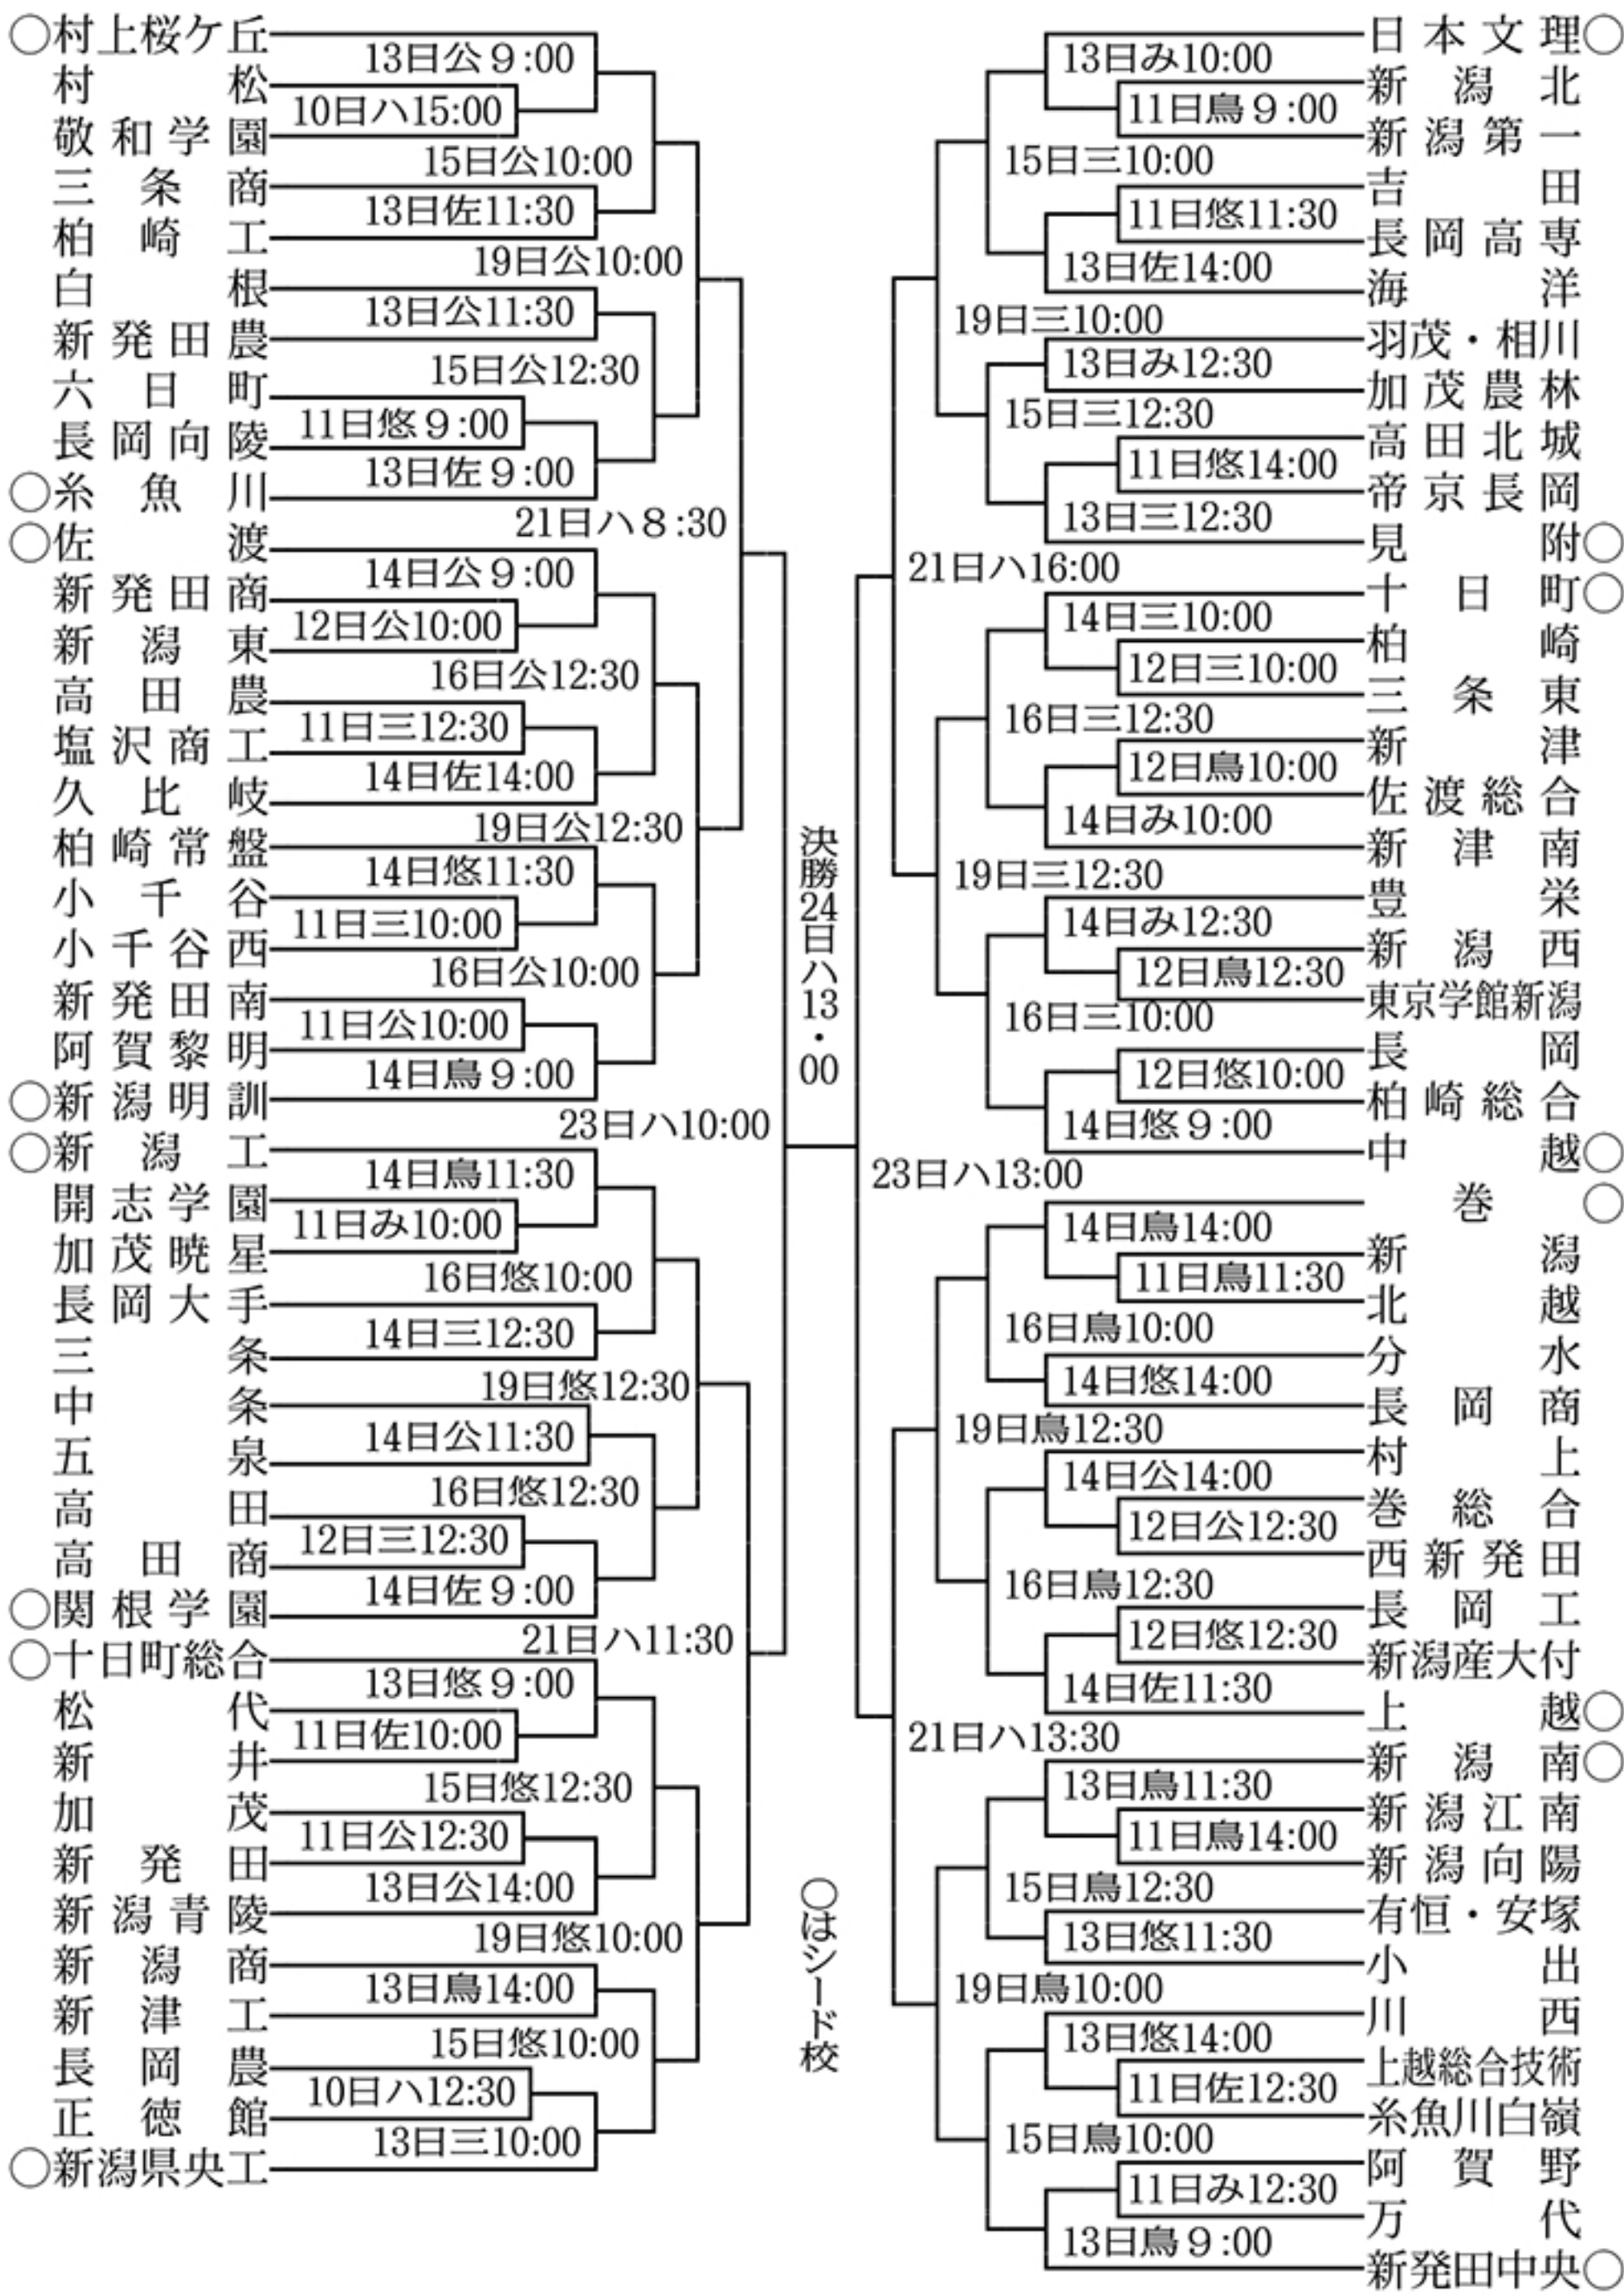 ○村上桜ケ丘
13日公9:00
村松
10日ハ15:00
敬和学園
15日公10:00
三条商
13日佐11:30
柏崎工
19日公10:00
白根
13日公11:30
新発田農
15日公12:30
六日町
11日悠9:00
長岡向陵
13日佐9:00
○糸魚川
21日ハ8:30
○佐渡
14日公9:00
新発田商
12日公10:00
新潟東
16日公12:30
高田農
11日三12:30
塩沢商工
14日佐14:00
久比岐
19日公12:30
柏崎常盤
14日悠11:30
小千谷
11日三10:00
小千谷西
16日公10:00
新発田南
11日公10:00
阿賀黎明
14日鳥9:00
○新潟明訓
23日ハ10:00
○新潟工
14日鳥11:30
開志学園
11日み10:00
加茂暁星
16日悠10:00
長岡大手
14日三12:30
三条
19日悠12:30
中条
14日公11:30
五泉
16日悠12:30
高田
12日三12:30
高田商
14日佐9:00
○関根学園
21日ハ11:30
○十日町総合
13日悠9:00
松代
11日佐10:00
新井
15日悠12:30
加茂
11日公12:30
新発田
13日公14:00
新潟青陵
19日悠10:00
新潟商
13日鳥14:00
新津工
15日悠10:00
長岡農
10日ハ12:30
正徳館
13日三10:00
○新潟県央工
決勝24日ハ13・00
○はシード校
日本文理○
13日み10:00
新潟北
11日鳥9:00
新潟第一
15日三10:00
吉田
11日悠11:30
長岡高専
13日佐14:00
海洋
19日三10:00
羽茂・相川
13日み12:30
加茂農林
15日三12:30
高田北城
11日悠14:00
帝京長岡
13日三12:30
見附○
21日ハ16:00
十日町○
14日三10:00
柏崎
12日三10:00
三条東
16日三12:30
新津
12日鳥10:00
佐渡総合
14日み10:00
新津南
19日三12:30
豊栄
14日み12:30
新潟西
12日鳥12:30
東京学館新潟
16日三10:00
長岡
12日悠10:00
柏崎総合
14日悠9:00
中越○
23日ハ13:00
巻○
14日鳥14:00
新潟
11日鳥11:30
北越
16日鳥10:00
分水
14日悠14:00
長岡商
19日鳥12:30
村上
14日公14:00
巻総合
12日公12:30
西新発田
16日鳥12:30
長岡工
12日悠12:30
新潟産大付
14日佐11:30
上越○
21日ハ13:30
新潟南○
13日鳥11:30
新潟江南
11日鳥14:00
新潟向陽
15日鳥12:30
有恒・安塚
13日悠11:30
小出
19日鳥10:00
川西
13日悠14:00
上越総合技術
11日佐12:30
糸魚川白嶺
15日鳥10:00
阿賀野
11日み12:30
万代
13日鳥9:00
新発田中央○